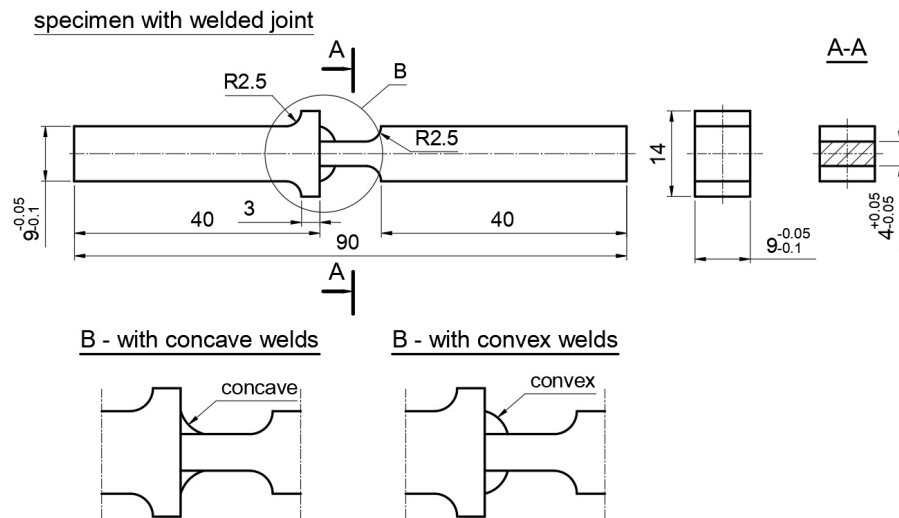 specimen with welded joint
A
A-A
R2.5
B
R2.5
14
3
40
40
90
9-0.05
-0.1
9-0.05
-0.1
4+0.05
-0.05
A
B - with concave welds
B - with convex welds
concave
convex